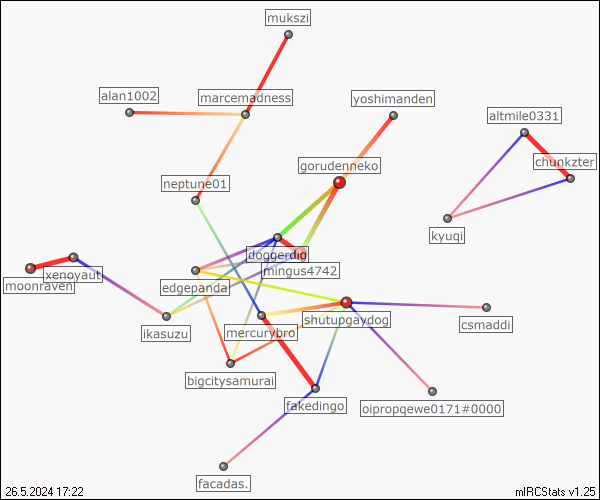 mukszi
alan1002
marcemadness
yoshimanden
altmile0331
gorudenneko
chunkzter
neptune01
kyuqi
doggerdig
mingus4742
xenoyaut
moonraven
edgepanda
ikasuzu
mercurybro
shutupgaydog
csmaddi
bigcitysamurai
fakedingo
oipropqewe0171#0000
facadas.
26.5.2024 17:22
mIRCStats v1.25